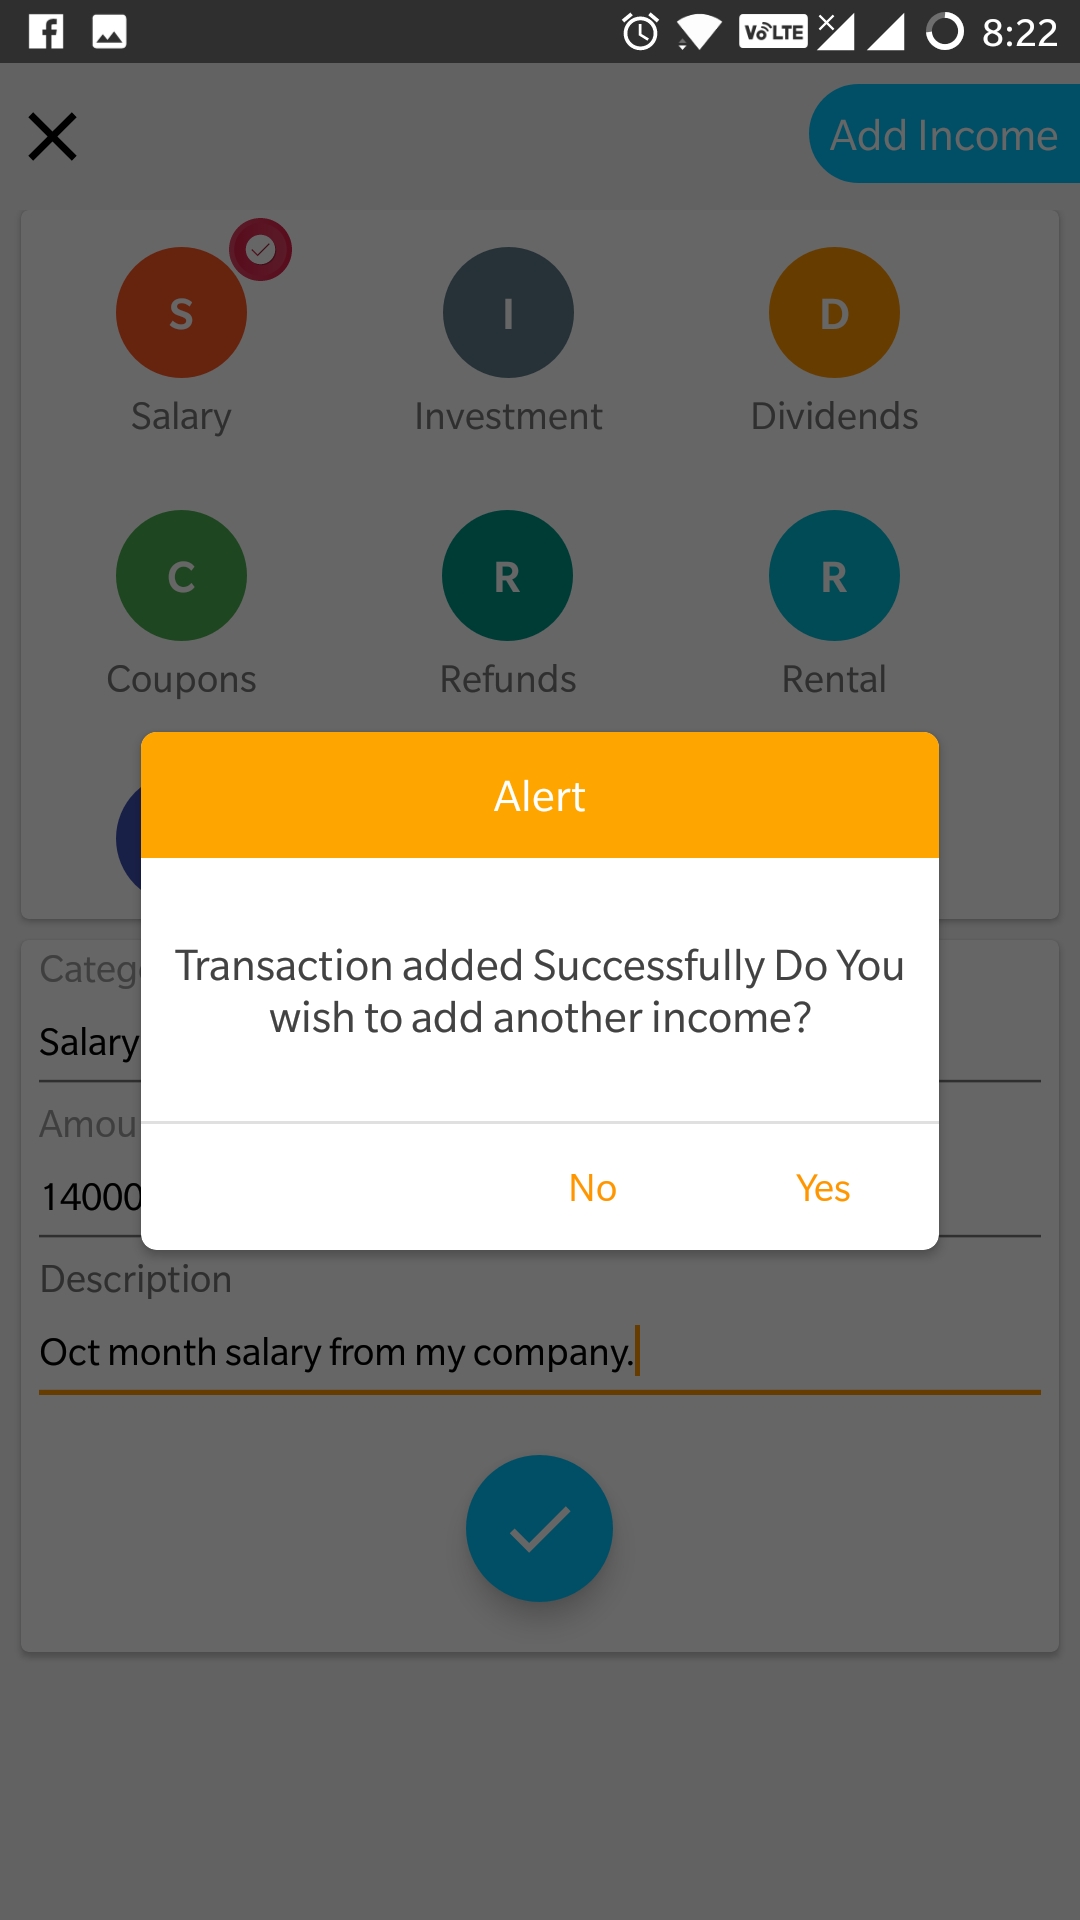 VoLTE 8:22
Add Income
S I D
Salary Investment Dividends
C R R
Coupons Refunds Rental
Alert
Transaction added Successfully Do You
wish to add another income?
No Yes
Categ
Salary
Amou
14000
Description
Oct month salary from my company.